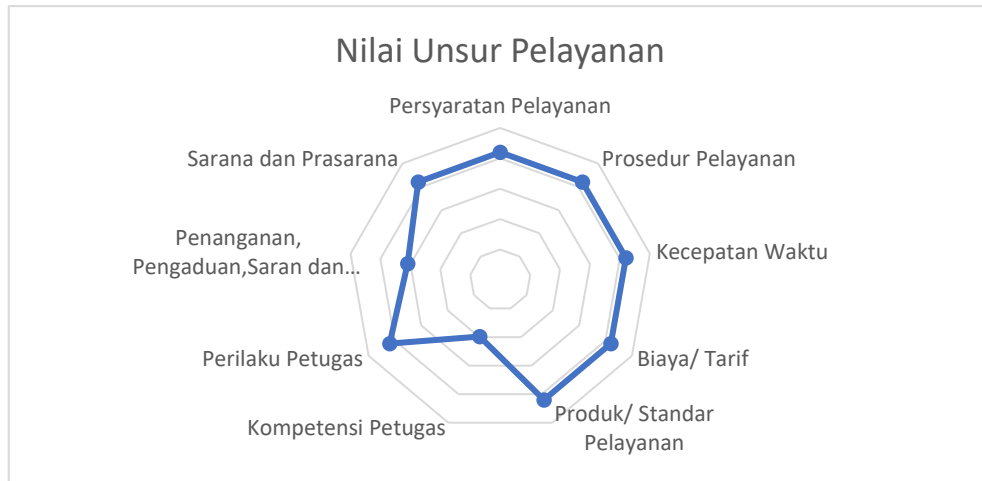 Nilai Unsur Pelayanan
Persyaratan Pelayanan
Prosedur Pelayanan
Kecepatan Waktu
Biaya/ Tarif
Produk/ Standar
Pelayanan
Kompetensi Petugas
Perilaku Petugas
Penanganan,
Pengaduan,Saran dan...
Sarana dan Prasarana